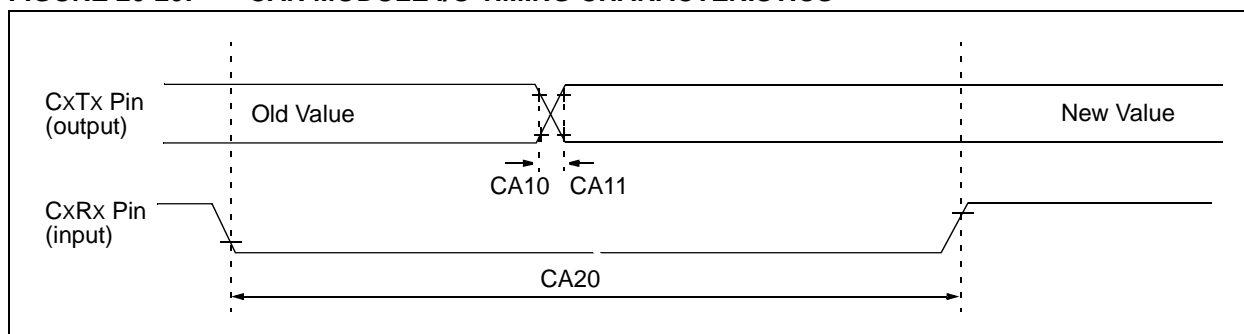 CxTx Pin
(output)
Old Value
New Value
CA10 CA11
CxRx Pin
(input)
CA20